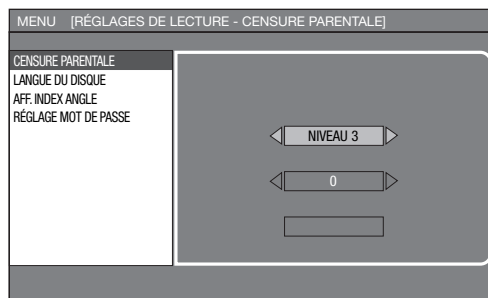 MENU [RÉGLAGES DE LECTURE - CENSURE PARENTALE]
CENSURE PARENTALE
LANGUE DU DISQUE
AFF. INDEX ANGLE
RÉGLAGE MOT DE PASSE
NIVEAU 3
0